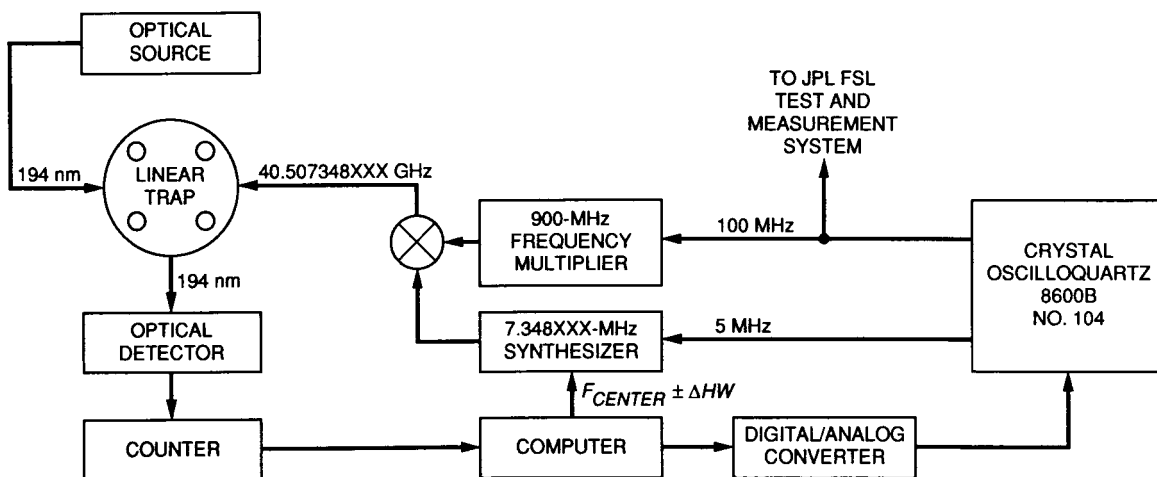 OPTICAL
SOURCE
TO JPL FSL
TEST AND
MEASUREMENT
SYSTEM
194 nm
LINEAR
TRAP
40.507348XXX GHz
900-MHz
FREQUENCY
MULTIPLIER
100 MHz
CRYSTAL
OSCILLOQUARTZ
8600B
NO. 104
194 nm
OPTICAL
DETECTOR
7.348XXX-MHz
SYNTHESIZER
5 MHz
F_CENTER ± ΔHW
COUNTER
COMPUTER
DIGITAL/ANALOG
CONVERTER